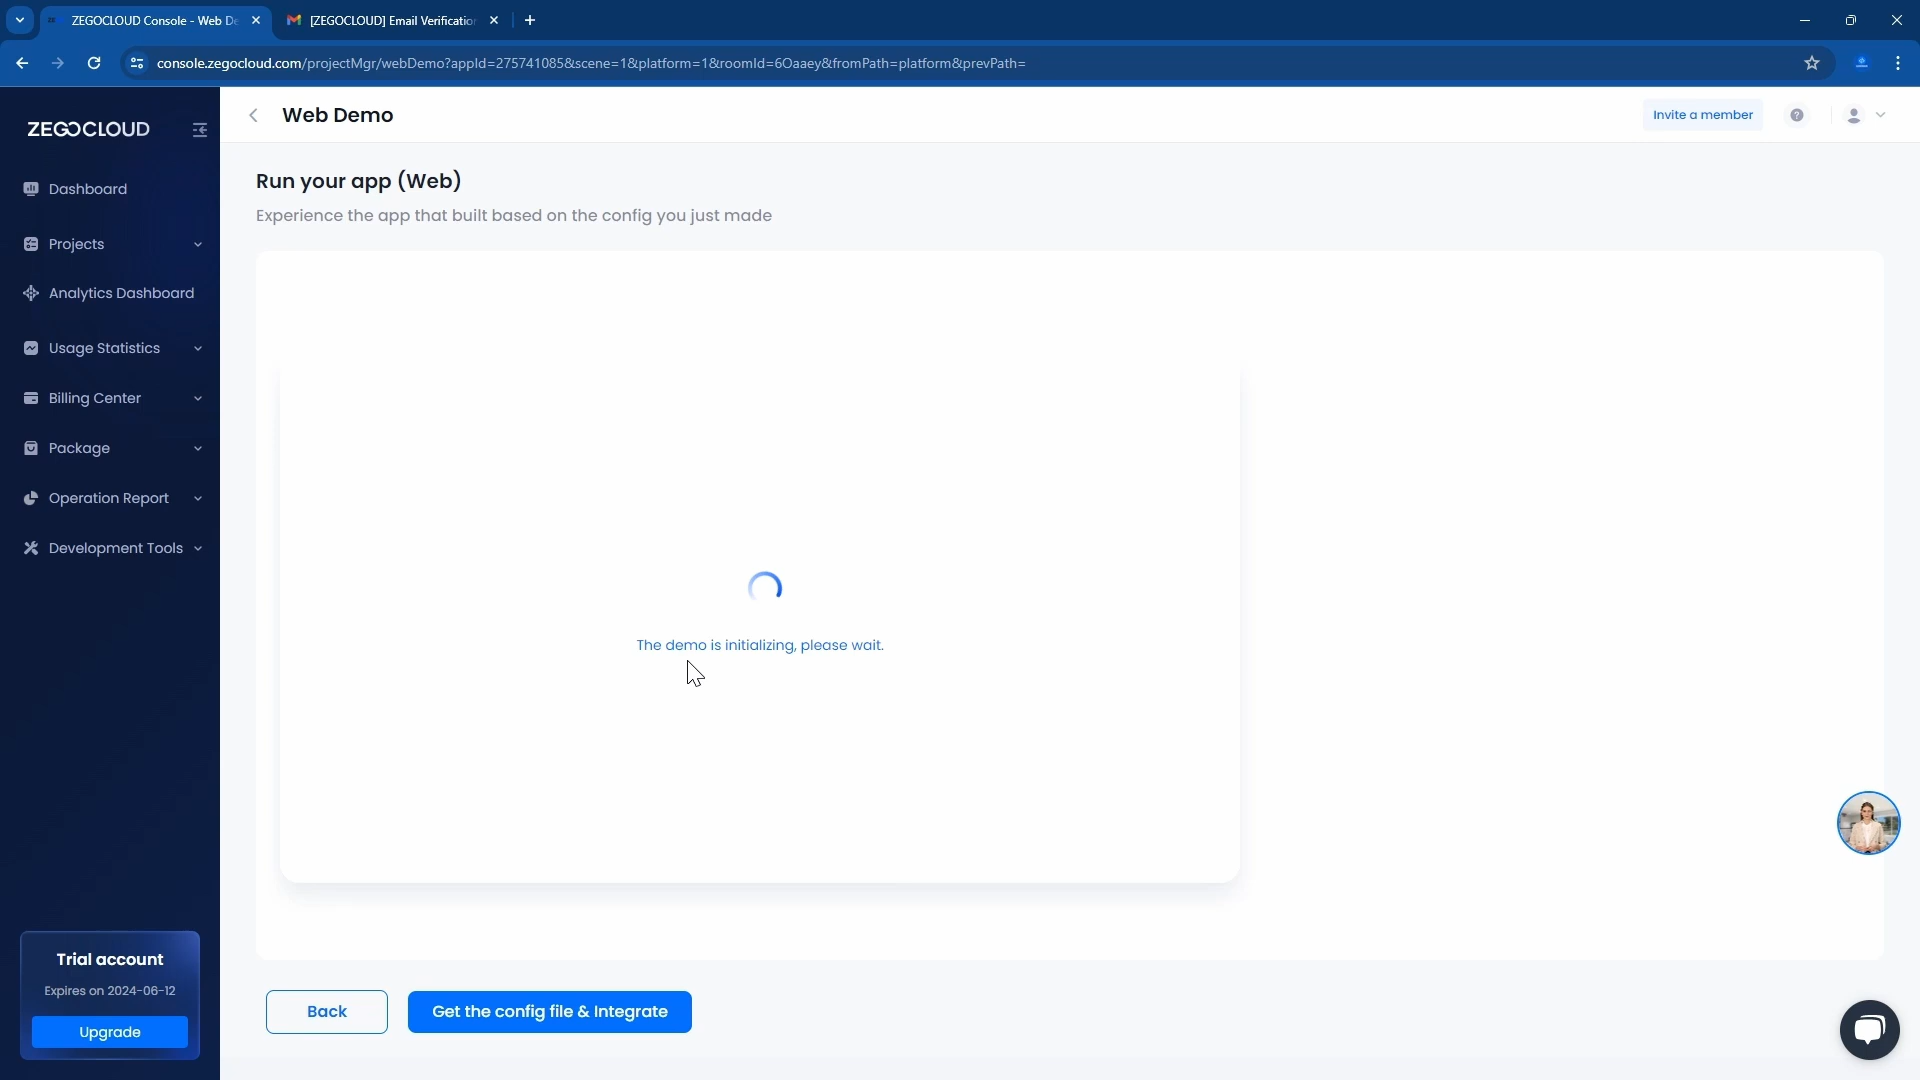 ZEGOCLOUD Console - Web De
[ZEGOCLOUD] Email Verification
console.zegocloud.com/projectMgr/webDemo?appId=275741085&scene=1&platform=1&roomId=6Oaaey&fromPath=platform&prevPath=
ZEGOCLOUD
Web Demo
Invite a member
Dashboard
Projects
Analytics Dashboard
Usage Statistics
Billing Center
Package
Operation Report
Development Tools
Run your app (Web)
Experience the app that built based on the config you just made
The demo is initializing, please wait.
Trial account
Expires on 2024-06-12
Upgrade
Back
Get the config file & Integrate